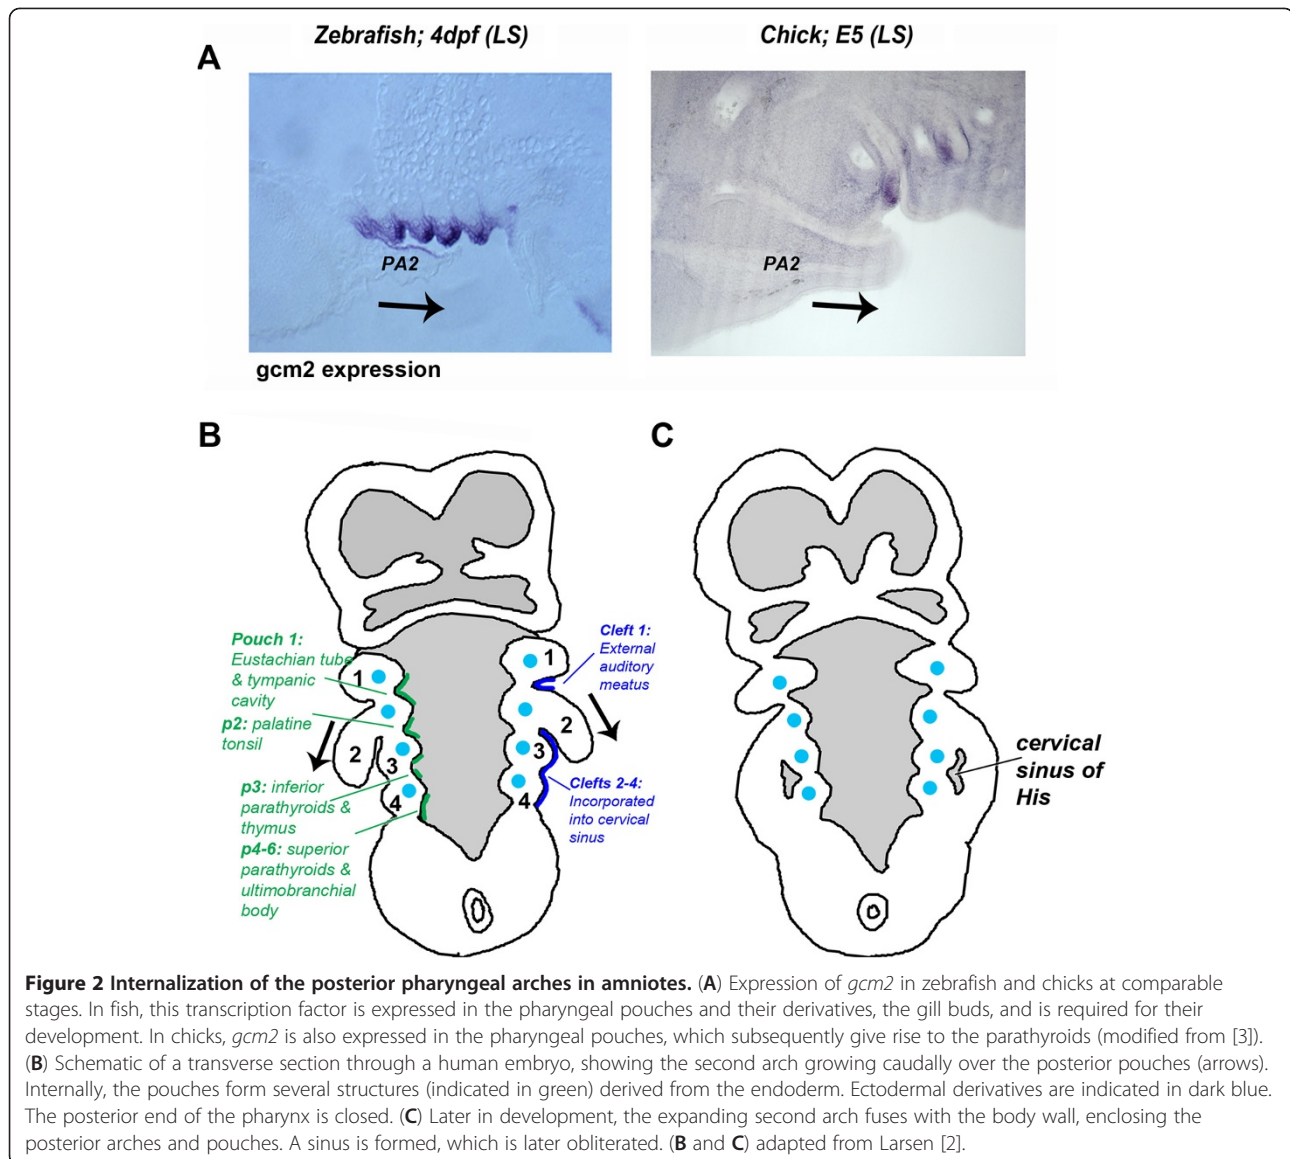 Zebrafish; 4dpf (LS)
Chick; E5 (LS)
A
PA2
PA2
gcm2 expression
B
C
Pouch 1:
Eustachian tube
& tympanic
cavity
p2: palatine
tonsil
p3: inferior
parathyroids &
thymus
p4-6: superior
parathyroids &
ultimobranchial
body
1
2
3
4
1
2
3
4
Cleft 1:
External
auditory
meatus
Clefts 2-4:
Incorporated
into cervical
sinus
cervical
sinus of
His
Figure 2 Internalization of the posterior pharyngeal arches in amniotes. (A) Expression of gcm2 in zebrafish and chicks at comparable
stages. In fish, this transcription factor is expressed in the pharyngeal pouches and their derivatives, the gill buds, and is required for their
development. In chicks, gcm2 is also expressed in the pharyngeal pouches, which subsequently give rise to the parathyroids (modified from [3]).
(B) Schematic of a transverse section through a human embryo, showing the second arch growing caudally over the posterior pouches (arrows).
Internally, the pouches form several structures (indicated in green) derived from the endoderm. Ectodermal derivatives are indicated in dark blue.
The posterior end of the pharynx is closed. (C) Later in development, the expanding second arch fuses with the body wall, enclosing the
posterior arches and pouches. A sinus is formed, which is later obliterated. (B and C) adapted from Larsen [2].